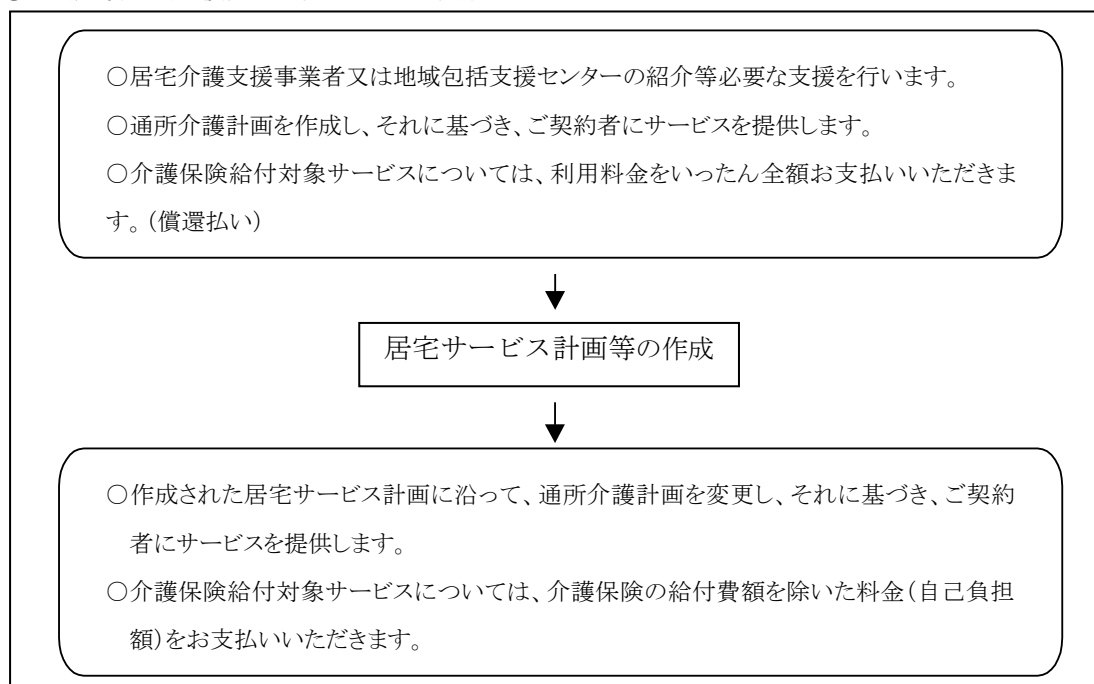 ○居宅介護支援事業者又は地域包括支援センターの紹介等必要な支援を行います。
○通所介護計画を作成し、それに基づき、ご契約者にサービスを提供します。
○介護保険給付対象サービスについては、利用料金をいったん全額お支払いいただきま
す。(償還払い)
居宅サービス計画等の作成
○作成された居宅サービス計画に沿って、通所介護計画を変更し、それに基づき、ご契約
者にサービスを提供します。
○介護保険給付対象サービスについては、介護保険の給付費額を除いた料金(自己負担
額)をお支払いいただきます。